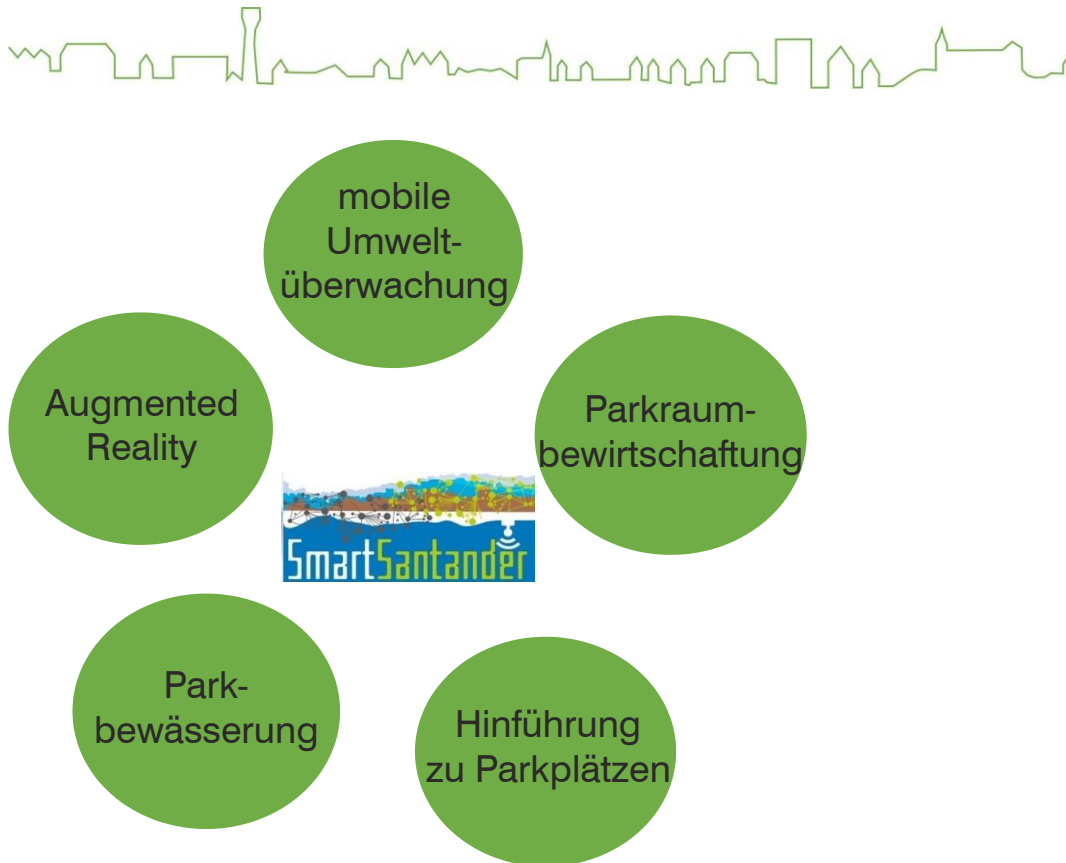 mobile
Umwelt-
überwachung
Augmented
Reality
Parkraum-
bewirtschaftung
SmartSantander
Park-
bewässerung
Hinführung
zu Parkplätzen